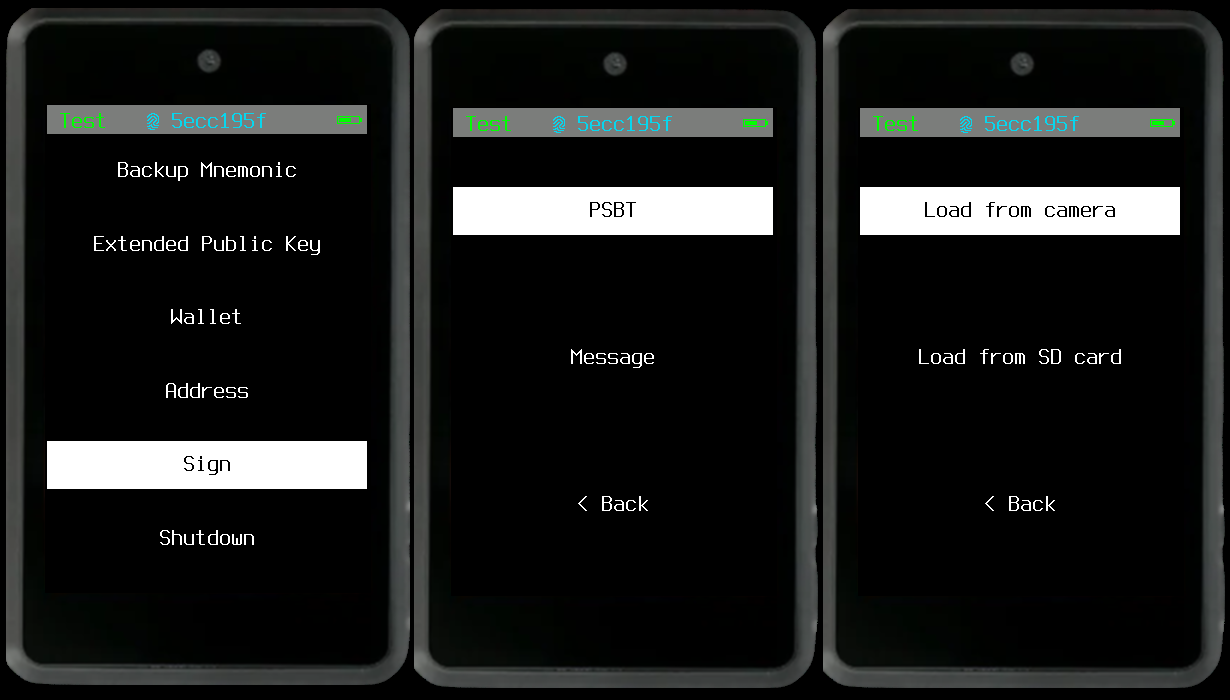 Test 5ecc195f
Backup Mnemonic
Extended Public Key
Wallet
Address
Sign
Shutdown
Test 5ecc195f
PSBT
Message
< Back
Test 5ecc195f
Load from camera
Load from SD card
< Back